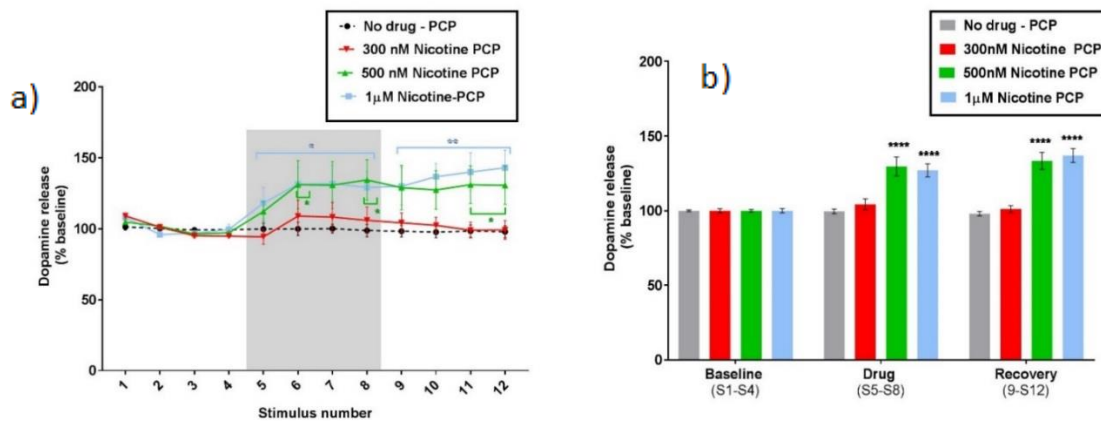 a)
No drug - PCP
300 nM Nicotine PCP
500 nM Nicotine PCP
1μM Nicotine-PCP
Dopamine release
(% baseline)
200
150
100
50
0
*
**
*
*
*
1
2
3
4
5
6
7
8
9
10
11
12
Stimulus number
b)
No drug - PCP
300nM Nicotine PCP
500nM Nicotine PCP
1μM Nicotine PCP
Dopamine release
(% baseline)
200
150
100
50
0
**** ****
**** ****
Baseline
(S1-S4)
Drug
(S5-S8)
Recovery
(9-S12)